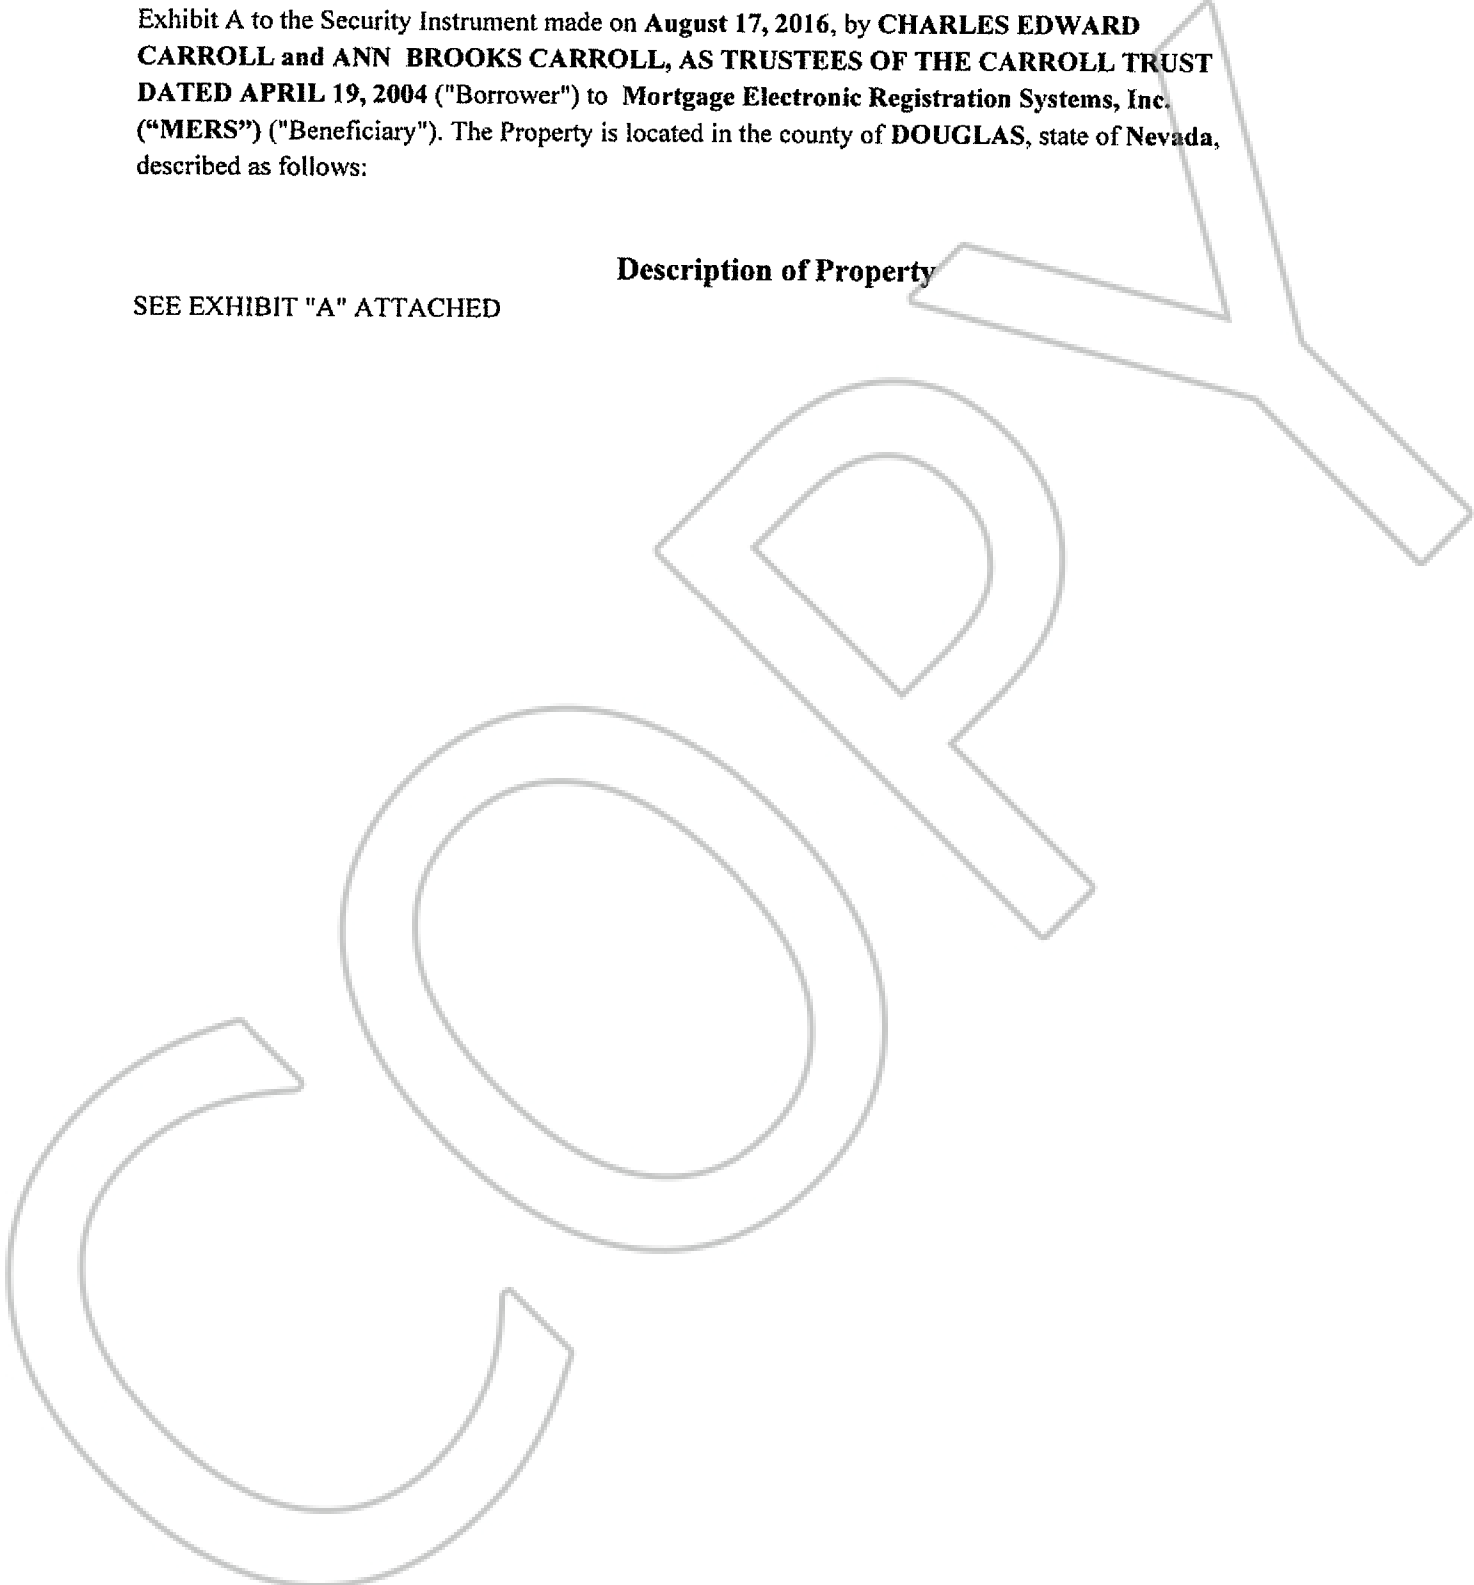 Exhibit A to the Security Instrument made on August 17, 2016, by CHARLES EDWARD
CARROLL and ANN BROOKS CARROLL, AS TRUSTEES OF THE CARROLL TRUST
DATED APRIL 19, 2004 ("Borrower") to Mortgage Electronic Registration Systems, Inc.
(“MERS”) ("Beneficiary"). The Property is located in the county of DOUGLAS, state of Nevada,
described as follows:
Description of Property
SEE EXHIBIT "A" ATTACHED
COPY